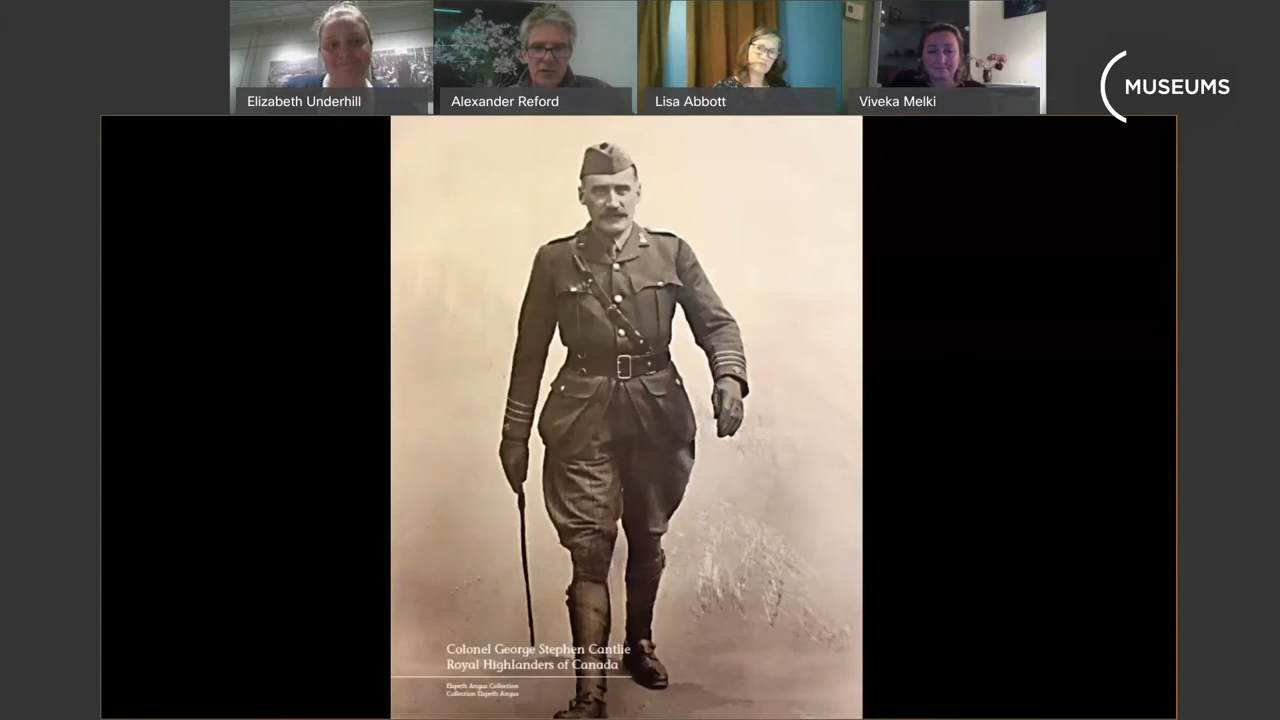 Elizabeth Underhill
Alexander Reford
Lisa Abbott
Viveka Melki
MUSEUMS
Colonel George Stephen Cantlie
Royal Highlanders of Canada
Elspeth Angus Collection
Collection Elspeth Angus